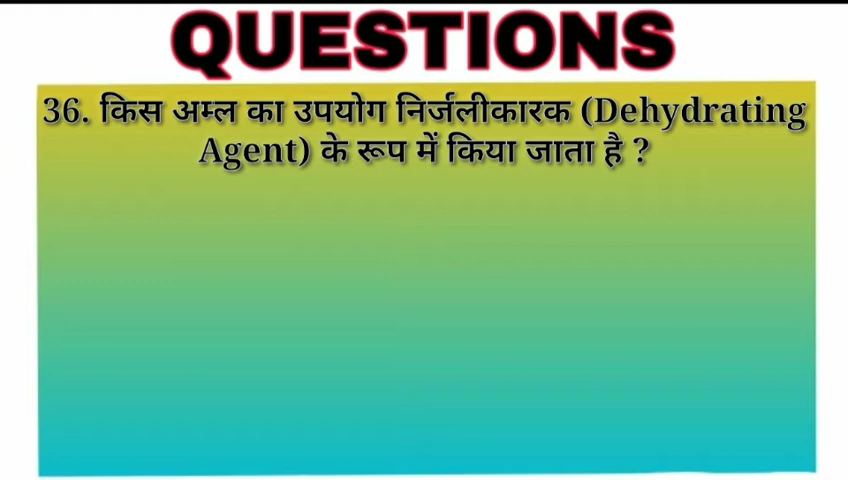 QUESTIONS
36. किस अम्ल का उपयोग निर्जलीकारक (Dehydrating
Agent) के रूप में किया जाता है ?